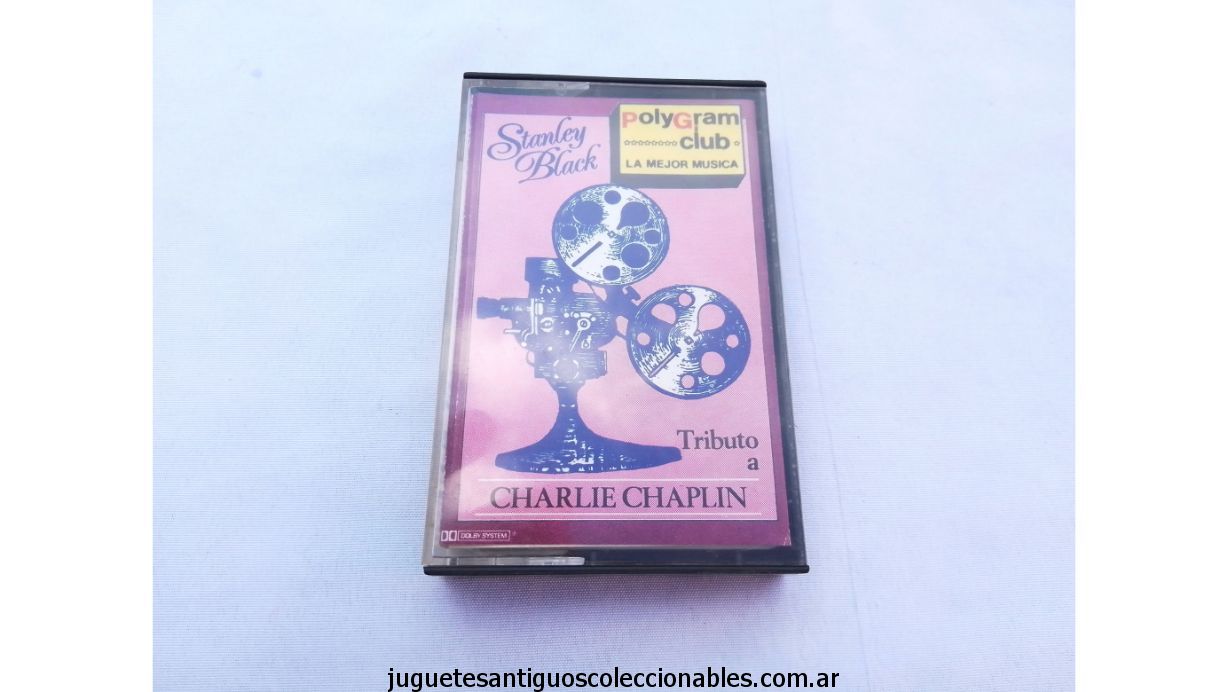 Stanley
Black
PolyGram
club
LA MEJOR MUSICA
Tributo
a
CHARLIE CHAPLIN
DOLBY SYSTEM
juguetesantiguoscoleccionables.com.ar